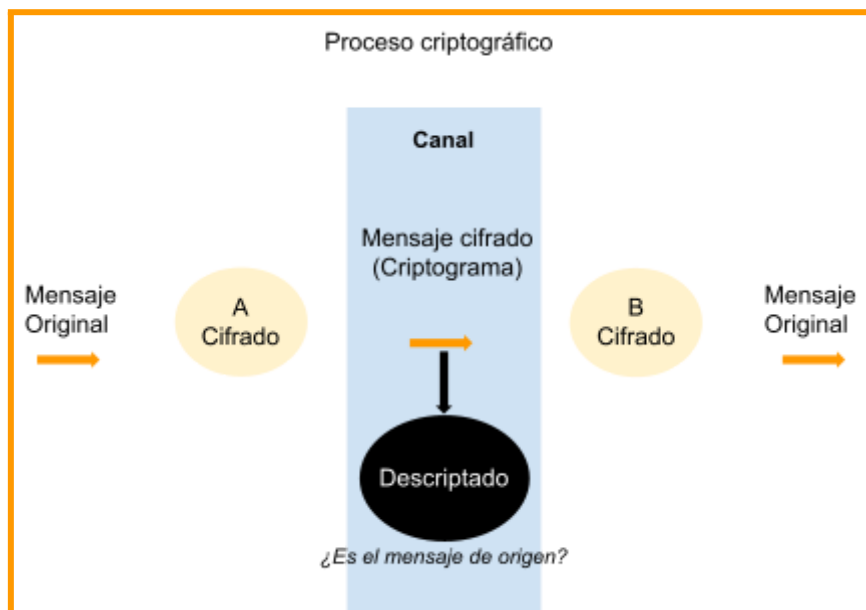 Proceso criptográfico
Canal
Mensaje cifrado
(Criptograma)
Mensaje
Original
A
Cifrado
B
Cifrado
Mensaje
Original
Descriptado
¿Es el mensaje de origen?